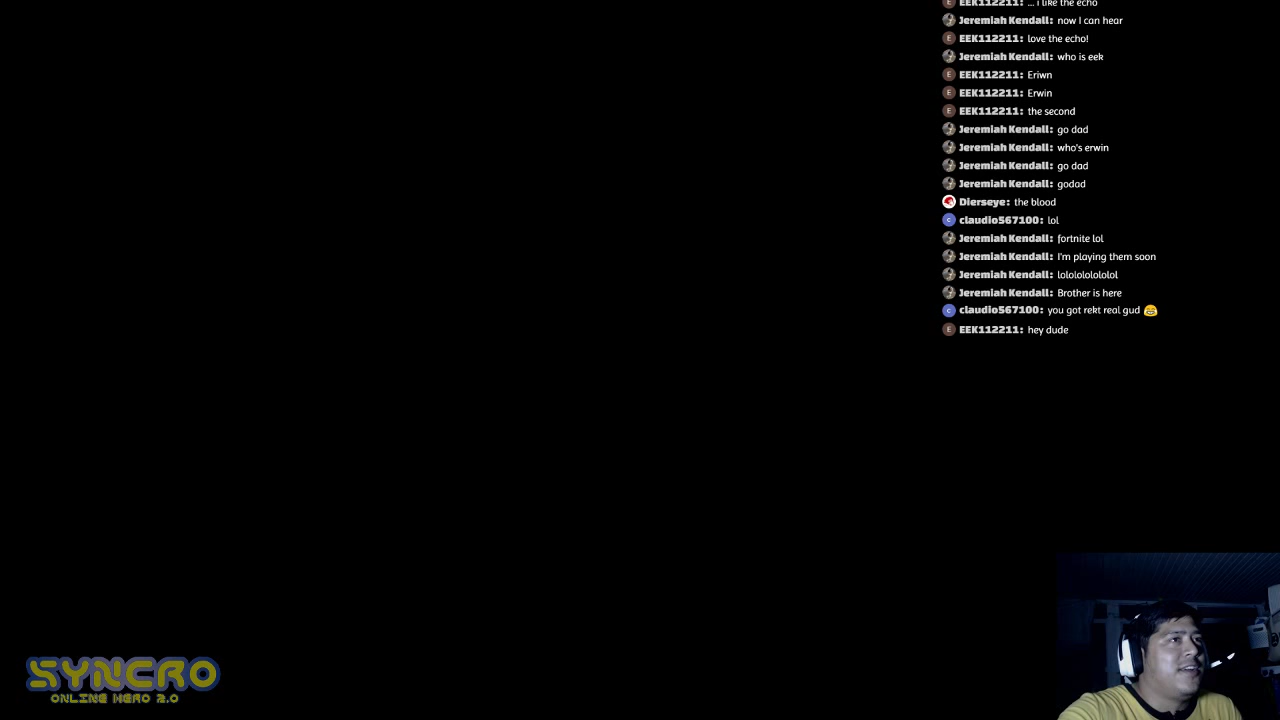 EEK112211: ... i like the echo
Jeremiah Kendall: now I can hear
EEK112211: love the echo!
Jeremiah Kendall: who is eek
EEK112211: Eriwn
EEK112211: Erwin
EEK112211: the second
Jeremiah Kendall: go dad
Jeremiah Kendall: who's erwin
Jeremiah Kendall: go dad
Jeremiah Kendall: godad
Dierseye: the blood
claudio567100: lol
Jeremiah Kendall: fortnite lol
Jeremiah Kendall: I'm playing them soon
Jeremiah Kendall: lolololololol
Jeremiah Kendall: Brother is here
claudio567100: you got rekt real gud 😂
EEK112211: hey dude
SYNCRO
ONLINE HERO 2.0